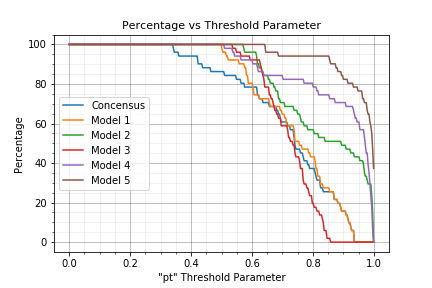 Percentage vs Threshold Parameter
100
80
60
40
20
0
Percentage
Concensus
Model 1
Model 2
Model 3
Model 4
Model 5
0.0 0.2 0.4 0.6 0.8 1.0
"pt" Threshold Parameter